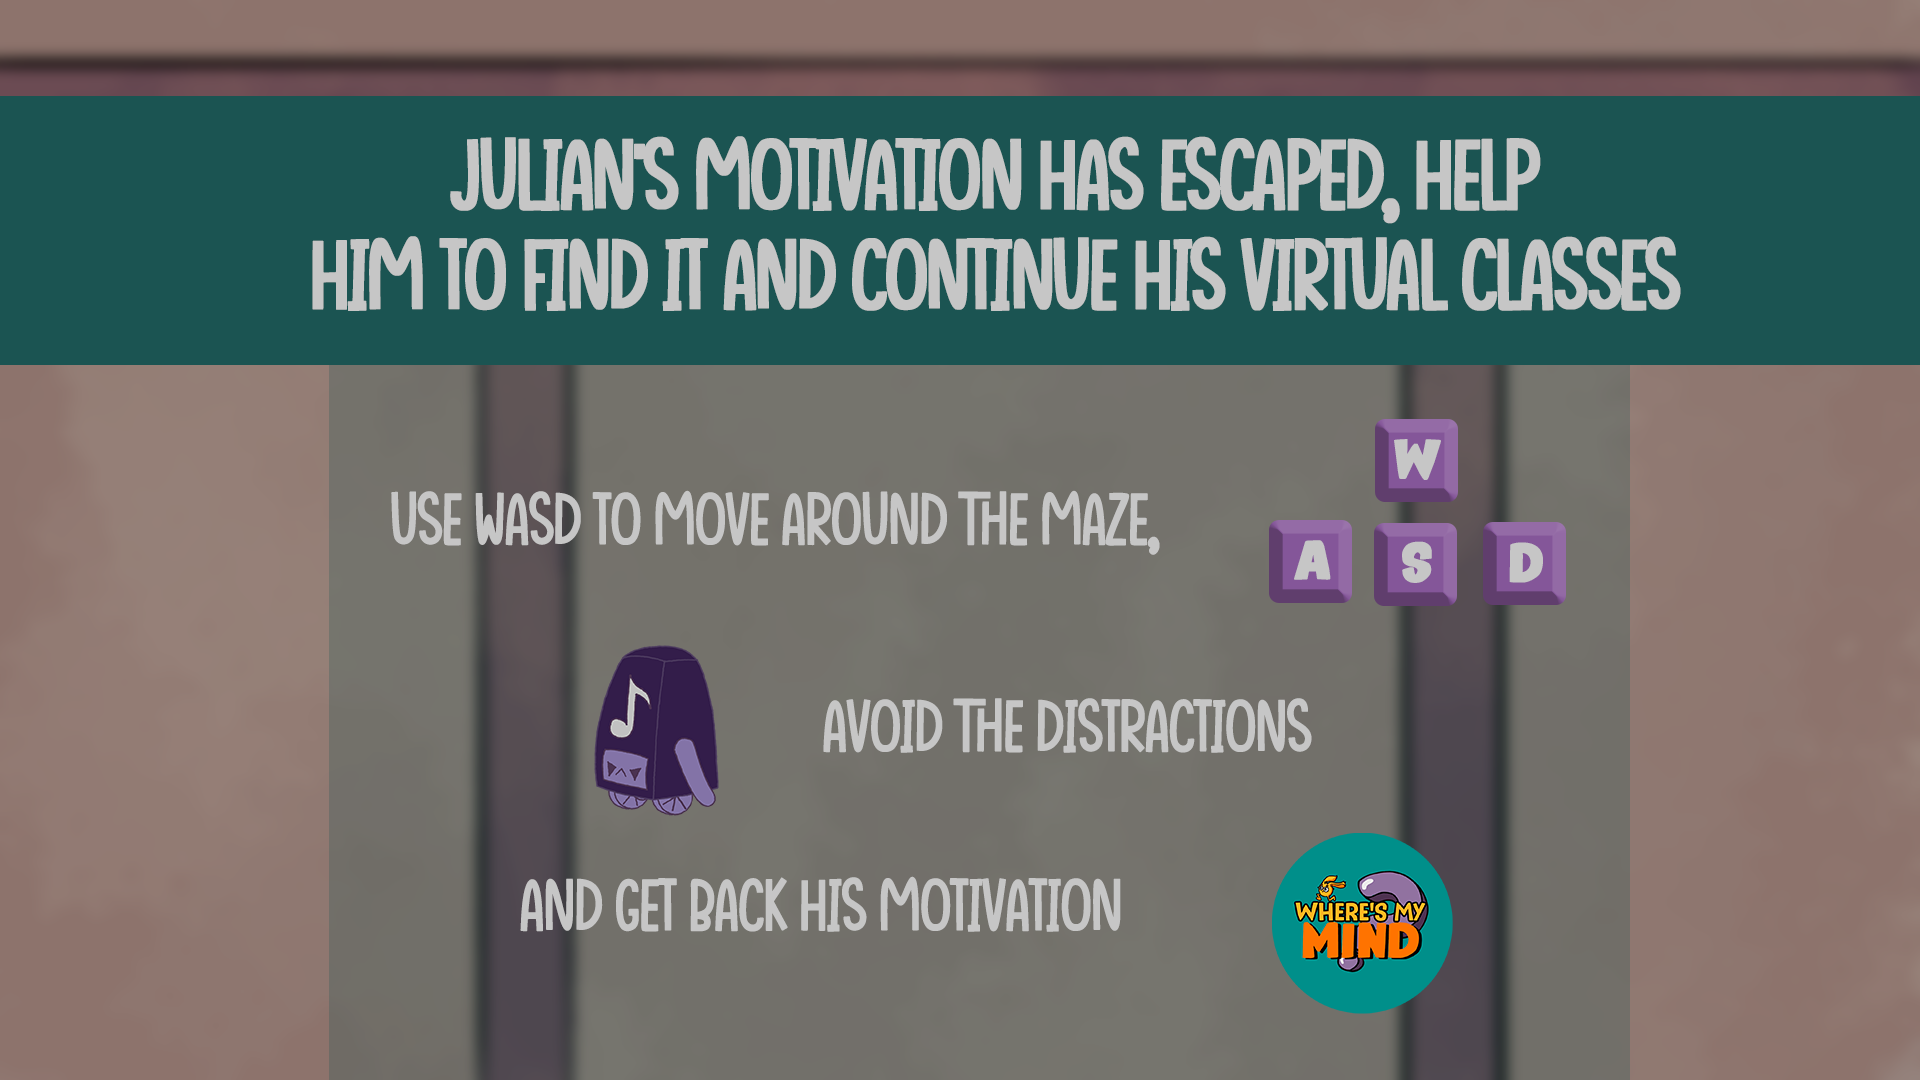 JULIAN'S MOTIVATION HAS ESCAPED, HELP
HIM TO FIND IT AND CONTINUE HIS VIRTUAL CLASSES
USE WASD TO MOVE AROUND THE MAZE,
W
A S D
AVOID THE DISTRACTIONS
AND GET BACK HIS MOTIVATION
WHERE'S MY
MIND